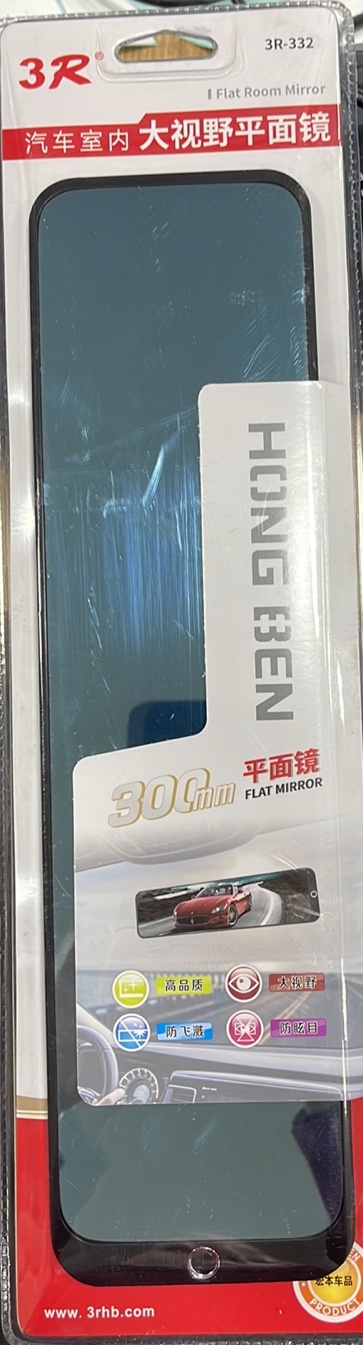 3R®
3R-332
Flat Room Mirror
汽车室内 大视野平面镜
HONG BEN
300mm
平面镜
FLAT MIRROR
高品质
大视野
防飞溅
防眩目
宏本车品
PRODUCT
www.3rhb.com